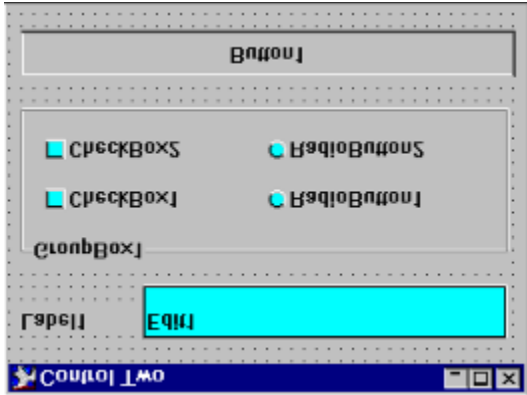 Control Two
Label1 Edit1
GroupBox1
CheckBox1 RadioButton1
CheckBox2 RadioButton2
Button1